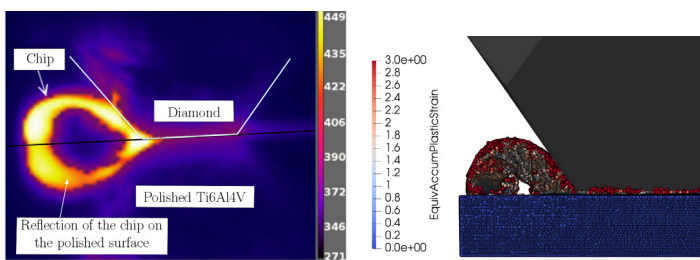 Chip
Diamond
Polished Ti6Al4V
Reflection of the chip on
the polished surface
449
435
422
406
390
372
346
271
EquivAccumPlasticStrain
3.0e+00
2.8
2.6
2.4
2.2
2
1.8
1.6
1.4
1.2
1
0.8
0.6
0.4
0.2
0.0e+00